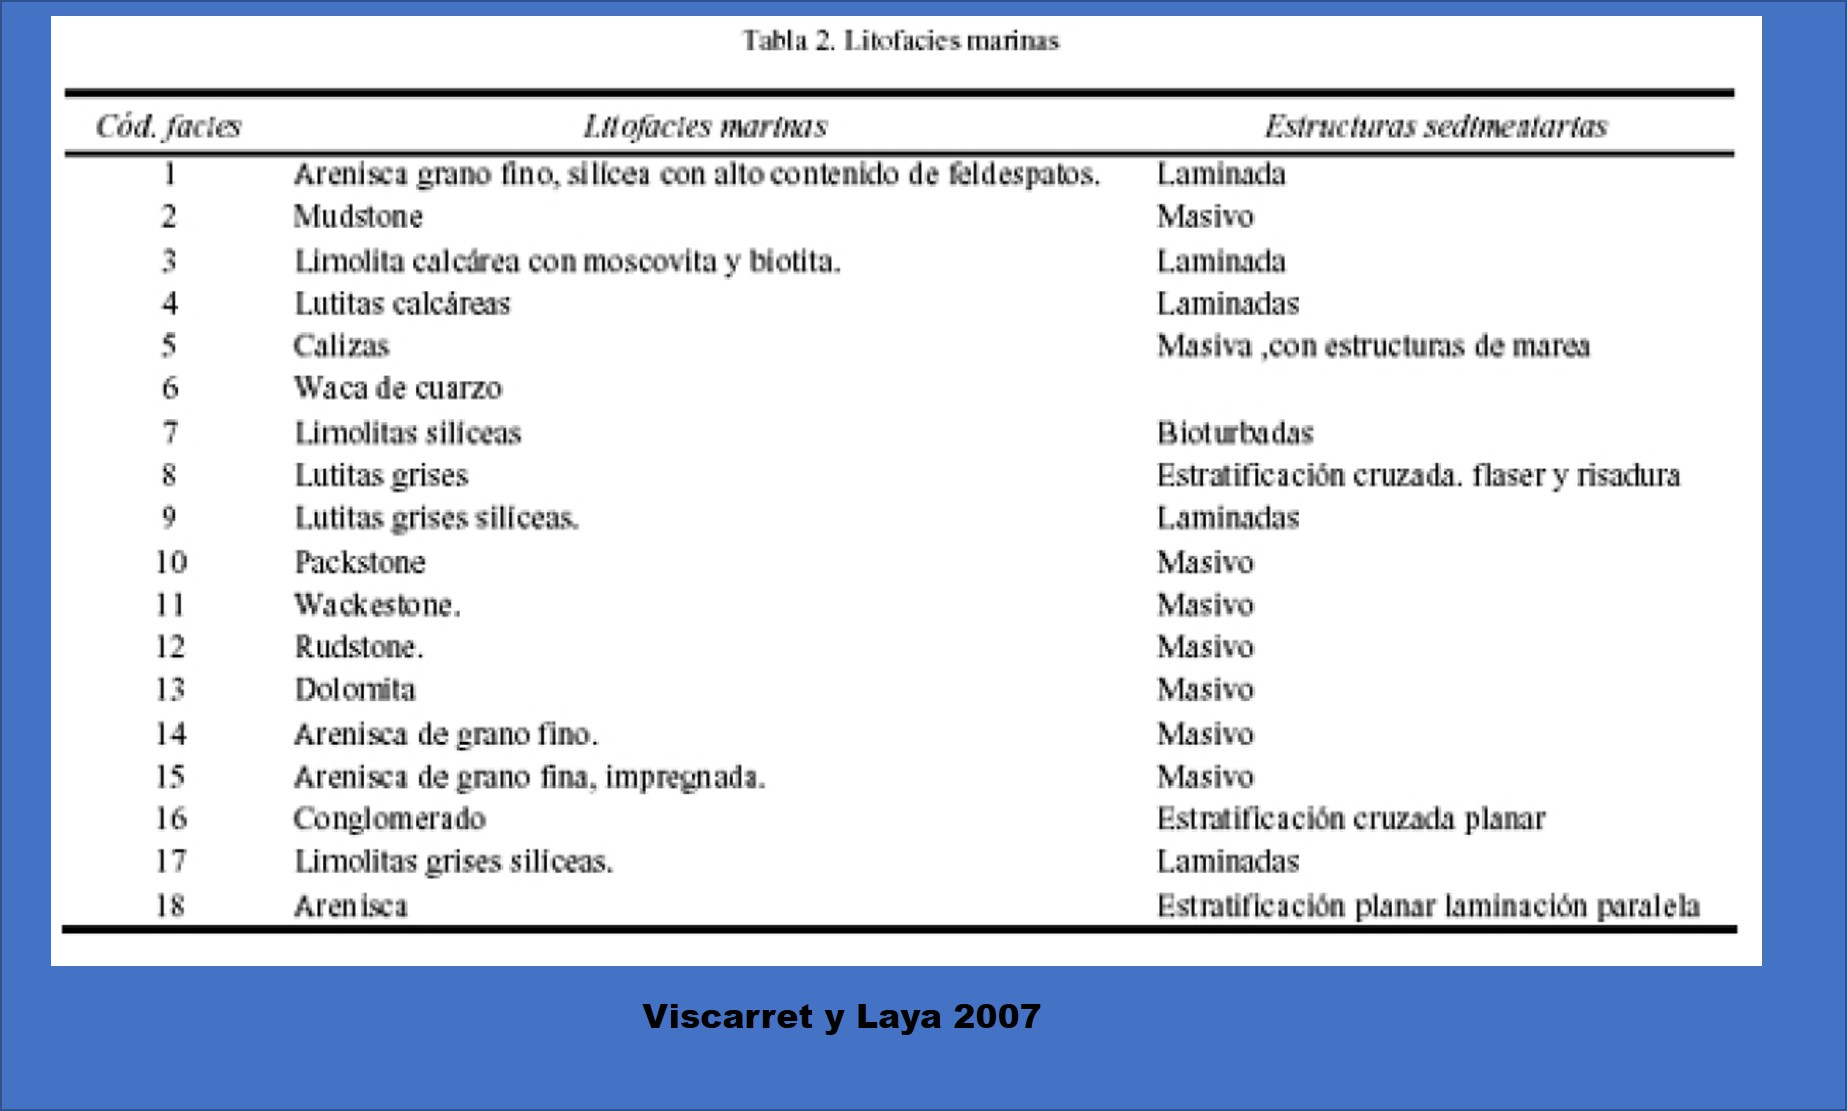 Tabla 2. Litofacies marinas
Cód. facies Litofacies marinas Estructuras sedimentarias
1 Arenisca grano fino, silícea con alto contenido de feldespatos. Laminada
2 Mudstone Masivo
3 Limolita calcárea con moscovita y biotita. Laminada
4 Lutitas calcáreas Laminadas
5 Calizas Masiva ,con estructuras de marea
6 Waca de cuarzo
7 Limolitas silíceas Bioturbadas
8 Lutitas grises Estratificación cruzada. flaser y risadura
9 Lutitas grises silíceas. Laminadas
10 Packstone Masivo
11 Wackestone. Masivo
12 Rudstone. Masivo
13 Dolomita Masivo
14 Arenisca de grano fino. Masivo
15 Arenisca de grano fina, impregnada. Masivo
16 Conglomerado Estratificación cruzada planar
17 Limolitas grises silíceas. Laminadas
18 Arenisca Estratificación planar laminación paralela
Viscarret y Laya 2007